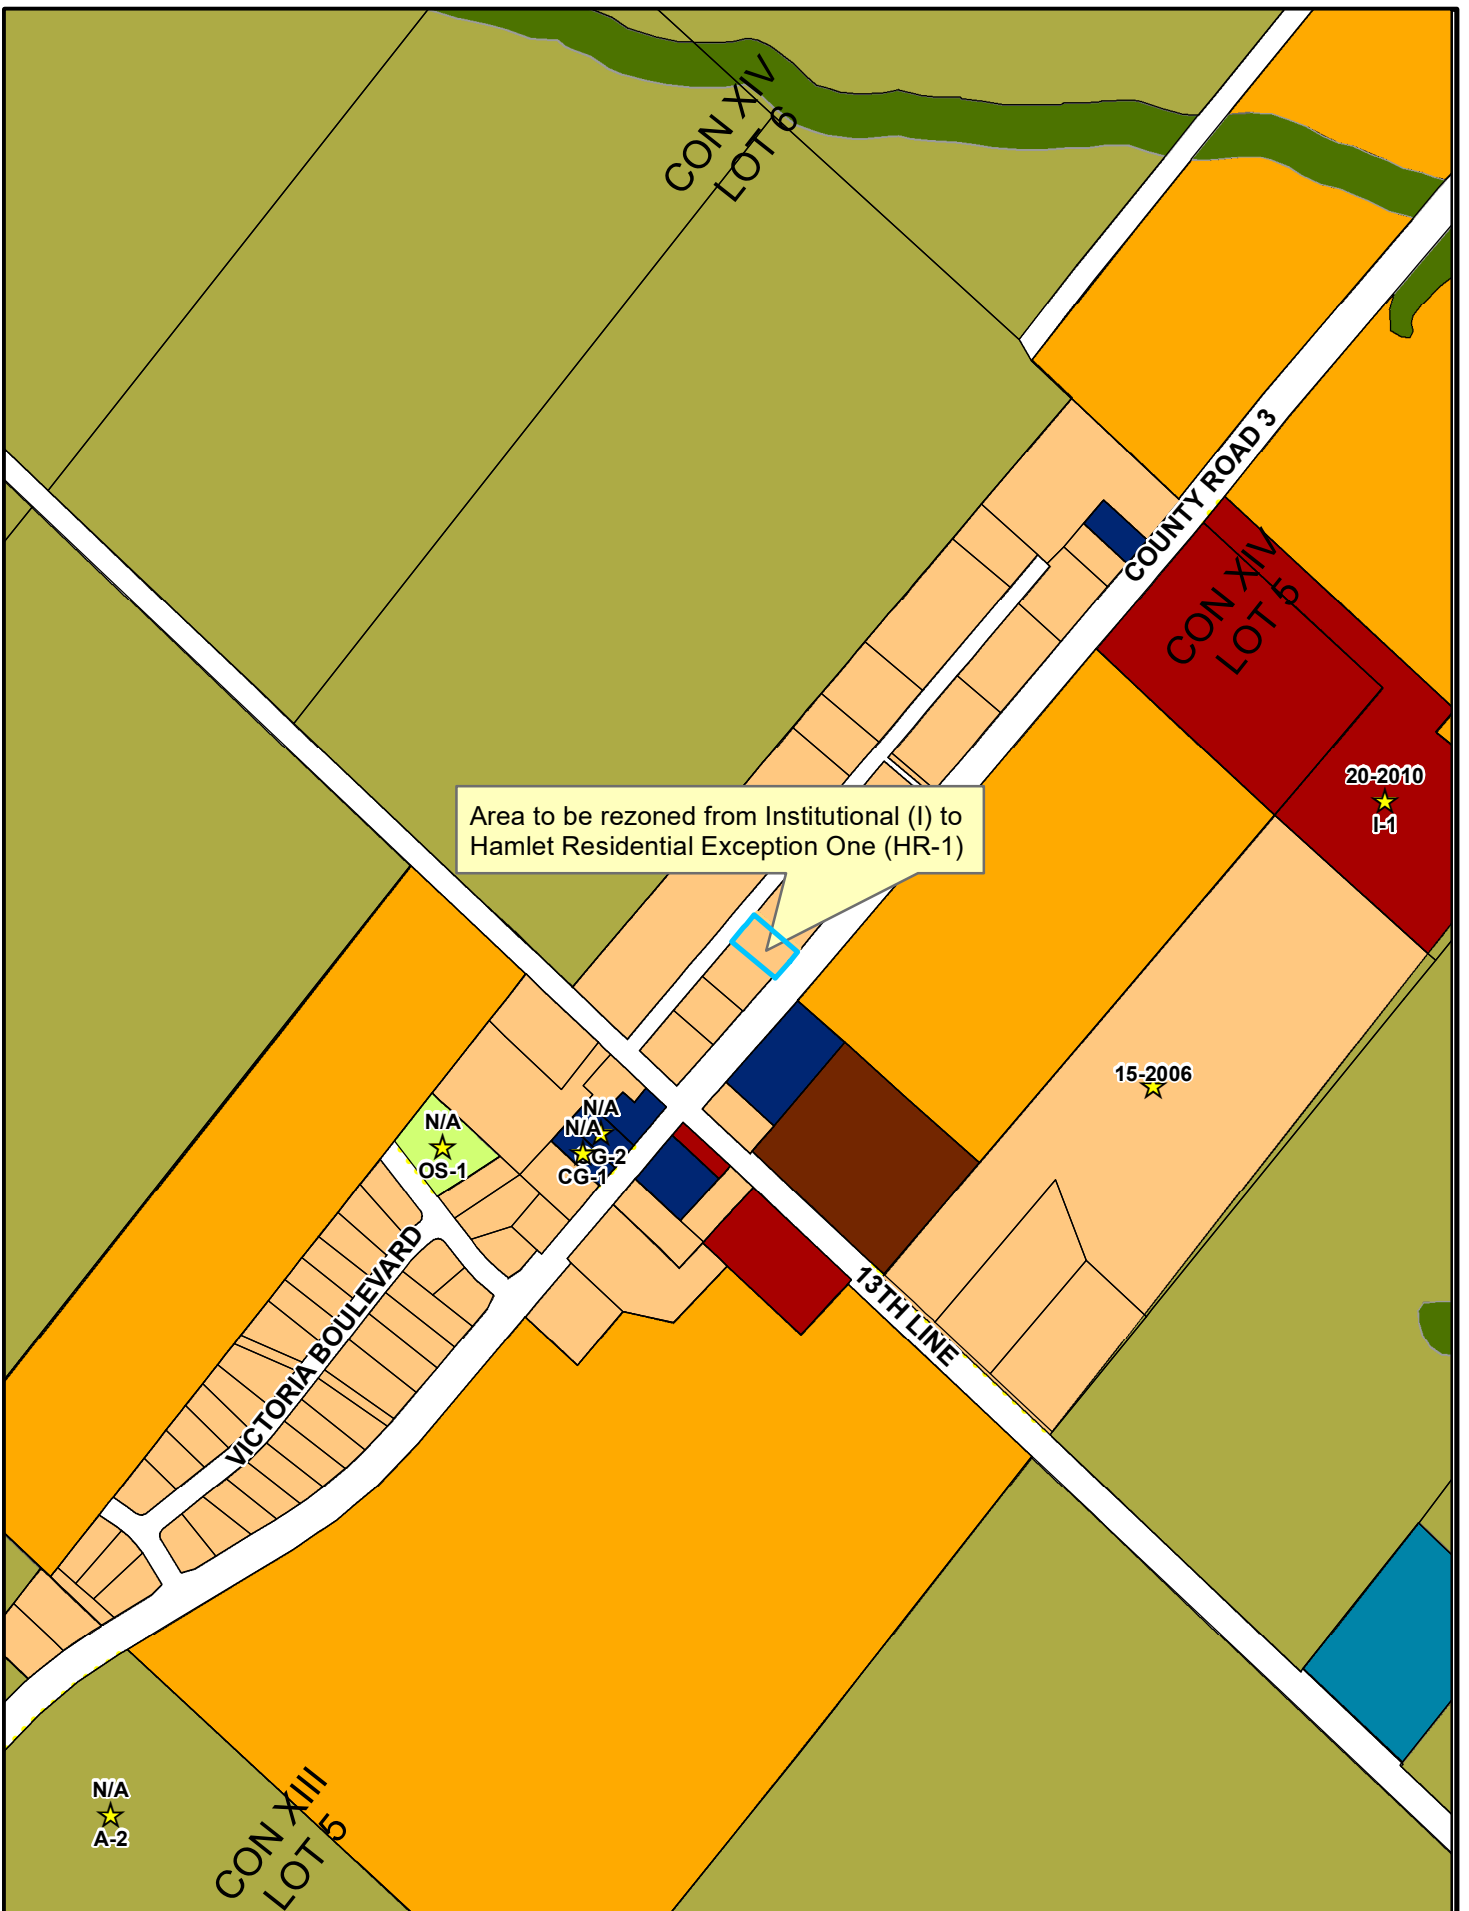 CON XIV
LOT 6
COUNTY ROAD 3
CON XIV
LOT 5
20-2010
I-1
Area to be rezoned from Institutional (I) to
Hamlet Residential Exception One (HR-1)
15-2006
N/A
OS-1
N/A
N/A
G-2
CG-1
VICTORIA BOULEVARD
13TH LINE
N/A
A-2
CON XIII
LOT 5